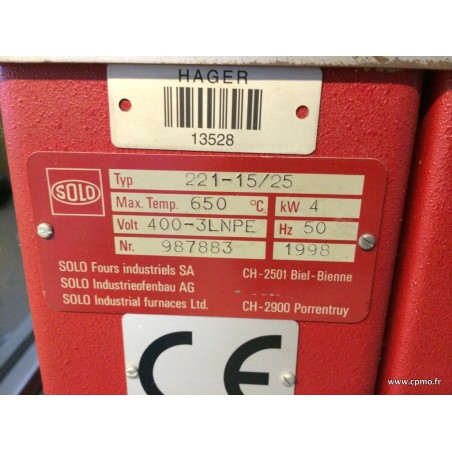 HAGER
13528
SOLO
Typ 221-15/25
Max. Temp. 650 °C kW 4
Volt 400-3LNPE Hz 50
Nr. 987883 1998
SOLO Fours industriels SA CH-2501 Biel-Bienne
SOLO Industrieofenbau AG
SOLO Industrial furnaces Ltd. CH-2900 Porrentruy
CE
www.cpmo.fr